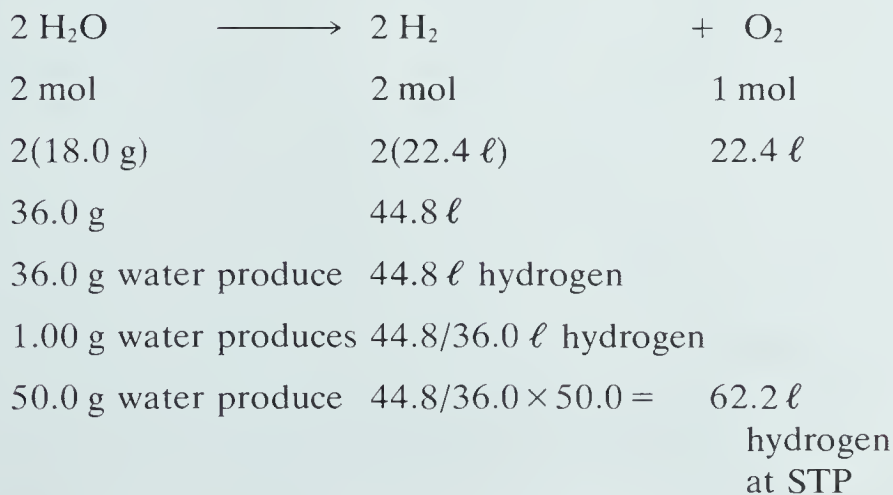 2 H₂O ⟶ 2 H₂ + O₂
2 mol 2 mol 1 mol
2(18.0 g) 2(22.4 ℓ) 22.4 ℓ
36.0 g 44.8 ℓ
36.0 g water produce 44.8 ℓ hydrogen
1.00 g water produces 44.8/36.0 ℓ hydrogen
50.0 g water produce 44.8/36.0 × 50.0 = 62.2 ℓ
hydrogen
at STP